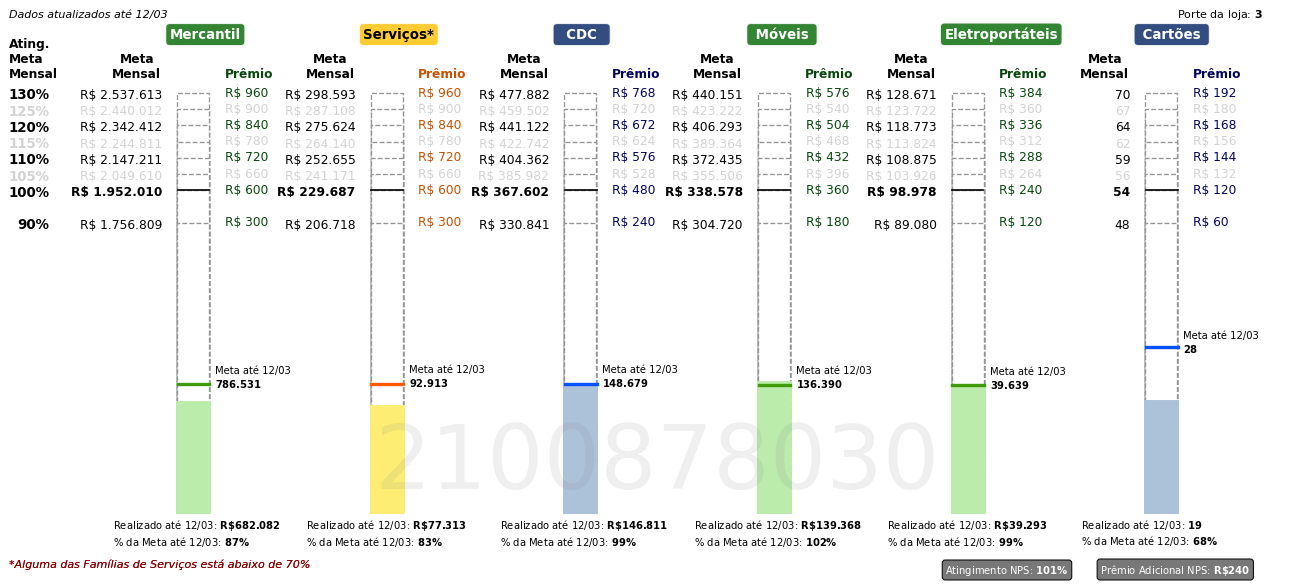 Dados atualizados até 12/03
Porte da loja: 3
Mercantil Serviços* CDC Móveis Eletroportáteis Cartões
Ating. Meta Mensal
Meta Mensal Prêmio Meta Mensal Prêmio Meta Mensal Prêmio Meta Mensal Prêmio Meta Mensal Prêmio Meta Mensal Prêmio
130% R$ 2.537.613 R$ 960 R$ 298.593 R$ 960 R$ 477.882 R$ 768 R$ 440.151 R$ 576 R$ 128.671 R$ 384 70 R$ 192
125% R$ 2.440.012 R$ 900 R$ 287.108 R$ 900 R$ 459.502 R$ 720 R$ 423.222 R$ 540 R$ 123.722 R$ 360 67 R$ 180
120% R$ 2.342.412 R$ 840 R$ 275.624 R$ 840 R$ 441.122 R$ 672 R$ 406.293 R$ 504 R$ 118.773 R$ 336 64 R$ 168
115% R$ 2.244.811 R$ 780 R$ 264.140 R$ 780 R$ 422.742 R$ 624 R$ 389.364 R$ 468 R$ 113.824 R$ 312 62 R$ 156
110% R$ 2.147.211 R$ 720 R$ 252.655 R$ 720 R$ 404.362 R$ 576 R$ 372.435 R$ 432 R$ 108.875 R$ 288 59 R$ 144
105% R$ 2.049.610 R$ 660 R$ 241.171 R$ 660 R$ 385.982 R$ 528 R$ 355.506 R$ 396 R$ 103.926 R$ 264 56 R$ 132
100% R$ 1.952.010 R$ 600 R$ 229.687 R$ 600 R$ 367.602 R$ 480 R$ 338.578 R$ 360 R$ 98.978 R$ 240 54 R$ 120
90% R$ 1.756.809 R$ 300 R$ 206.718 R$ 300 R$ 330.841 R$ 240 R$ 304.720 R$ 180 R$ 89.080 R$ 120 48 R$ 60
Meta até 12/03
28
Meta até 12/03 Meta até 12/03 Meta até 12/03 Meta até 12/03 Meta até 12/03
786.531 92.913 148.679 136.390 39.639
2100878030
Realizado até 12/03: R$682.082 Realizado até 12/03: R$77.313 Realizado até 12/03: R$146.811 Realizado até 12/03: R$139.368 Realizado até 12/03: R$39.293 Realizado até 12/03: 19
% da Meta até 12/03: 87% % da Meta até 12/03: 83% % da Meta até 12/03: 99% % da Meta até 12/03: 102% % da Meta até 12/03: 99% % da Meta até 12/03: 68%
*Alguma das Famílias de Serviços está abaixo de 70%
Atingimento NPS: 101% Prêmio Adicional NPS: R$240